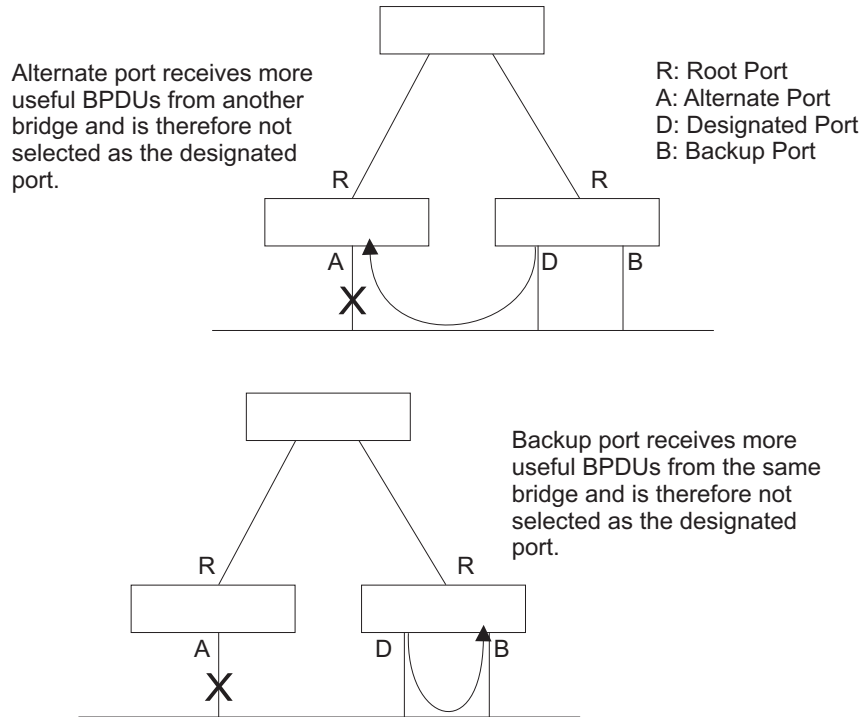 Alternate port receives more
useful BPDUs from another
bridge and is therefore not
selected as the designated
port.
R: Root Port
A: Alternate Port
D: Designated Port
B: Backup Port
R
R
A
D
B
X
Backup port receives more
useful BPDUs from the same
bridge and is therefore not
selected as the designated
port.
R
R
A
D
B
X